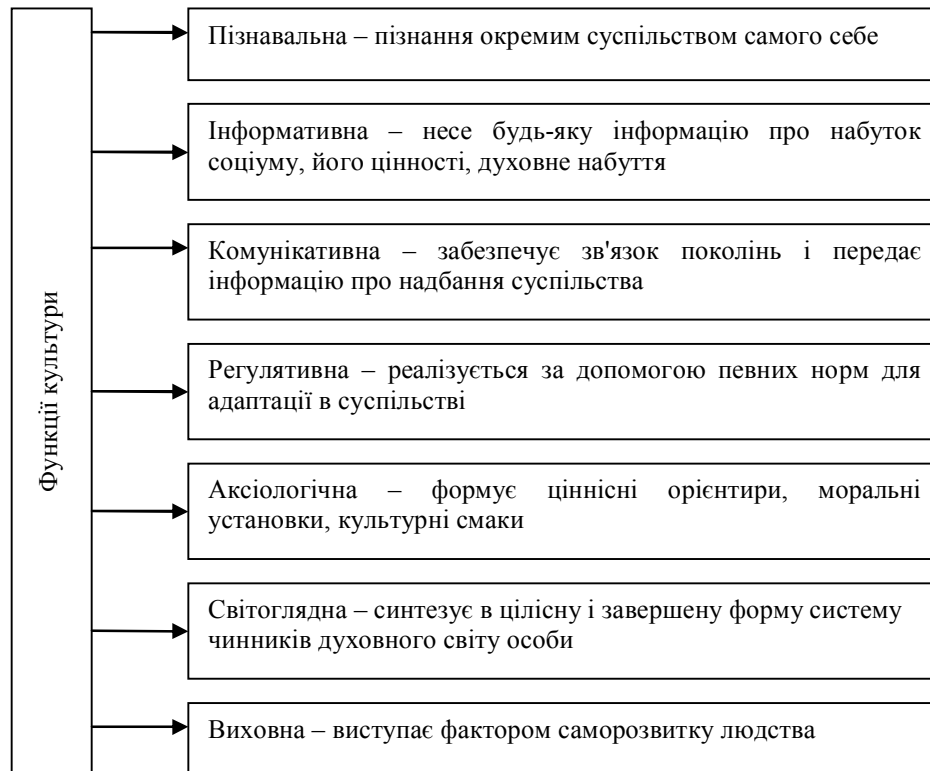 Функції культури
Пізнавальна – пізнання окремим суспільством самого себе
Інформативна – несе будь-яку інформацію про набуток
соціуму, його цінності, духовне набуття
Комунікативна – забезпечує зв'язок поколінь і передає
інформацію про надбання суспільства
Регулятивна – реалізується за допомогою певних норм для
адаптації в суспільстві
Аксіологічна – формує ціннісні орієнтири, моральні
установки, культурні смаки
Світоглядна – синтезує в цілісну і завершену форму систему
чинників духовного світу особи
Виховна – виступає фактором саморозвитку людства